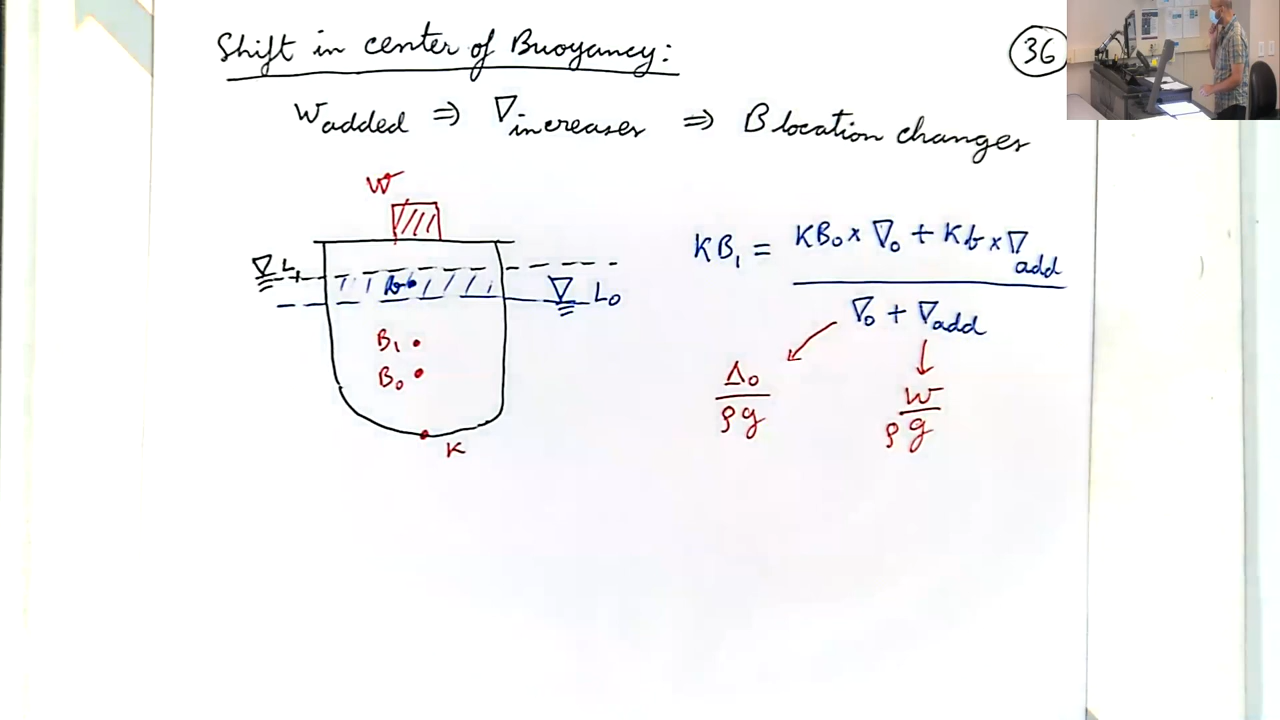 Shift in center of Buoyancy:
36
W added ⇒ ∇ increases ⇒ B location changes
W
∇ L1
b
∇ L0
B1
B0
K
KB1 = (KB0 × ∇0 + Kb × ∇add) / (∇0 + ∇add)
Δ0 / ρg
W / ρg